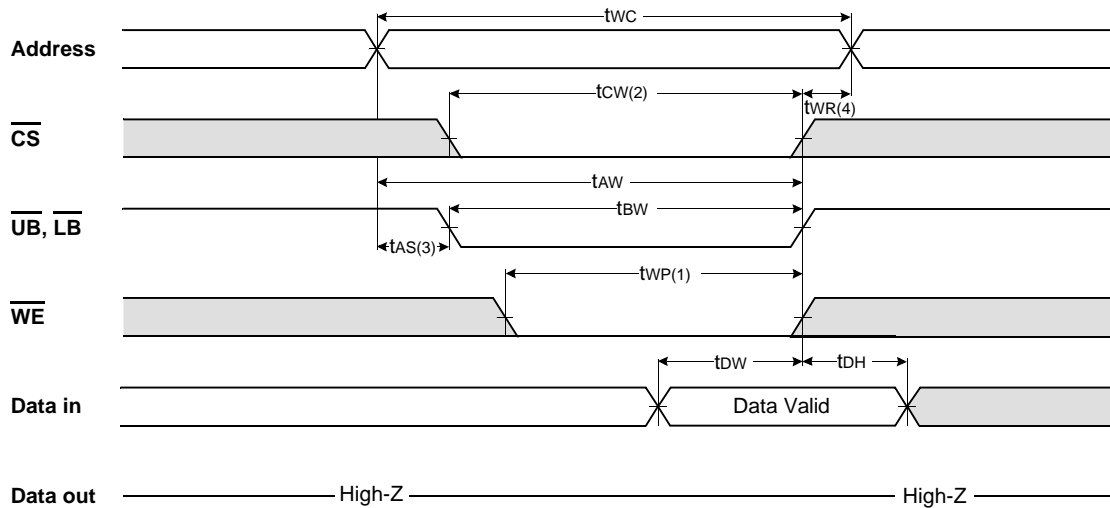 tWC
Address
tCW(2)
tWR(4)
CS
tAW
tBW
UB, LB
tAS(3)
tWP(1)
WE
tDW
tDH
Data in
Data Valid
Data out
High-Z
High-Z